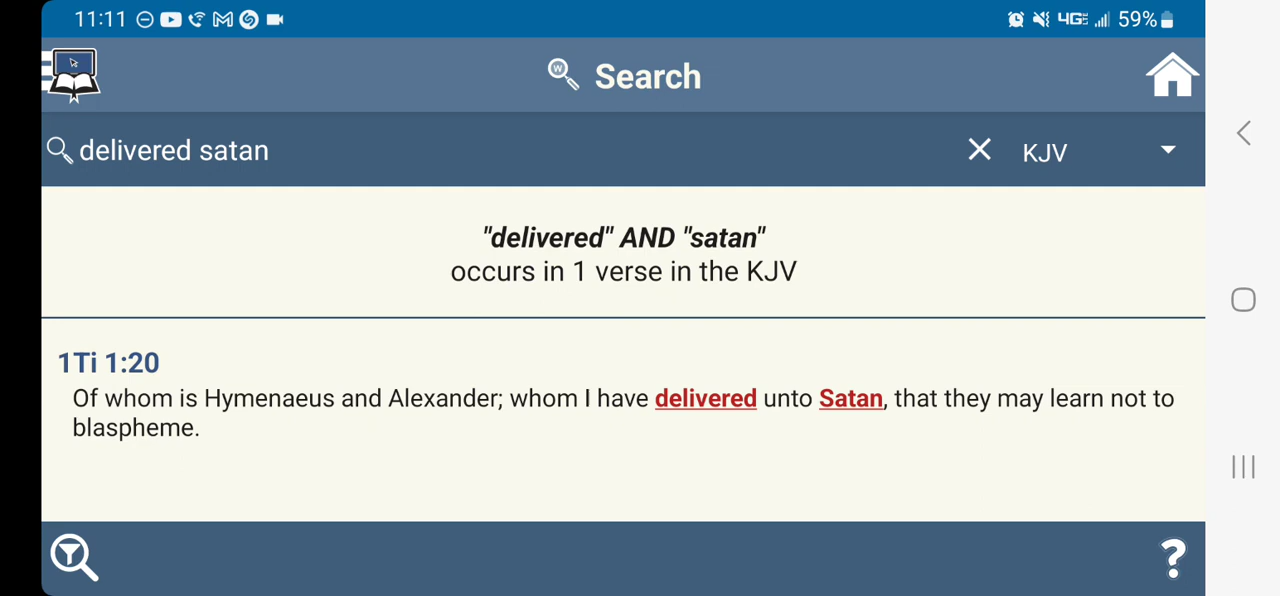 11:11 4GE 59%
W Search
delivered satan KJV
"delivered" AND "satan"
occurs in 1 verse in the KJV
1Ti 1:20
Of whom is Hymenaeus and Alexander; whom I have delivered unto Satan, that they may learn not to
blaspheme.
?